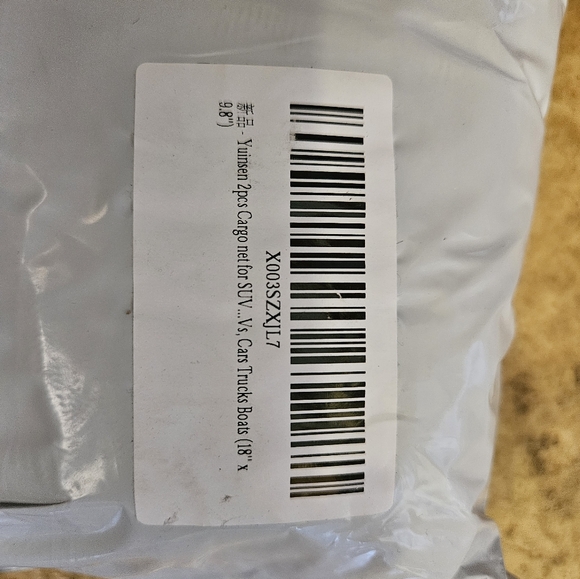 X003SZXJL7
新品 - Yuinsen 2pcs Cargo net for SUV...Vs, Cars Trucks Boats (18" x
9.8")